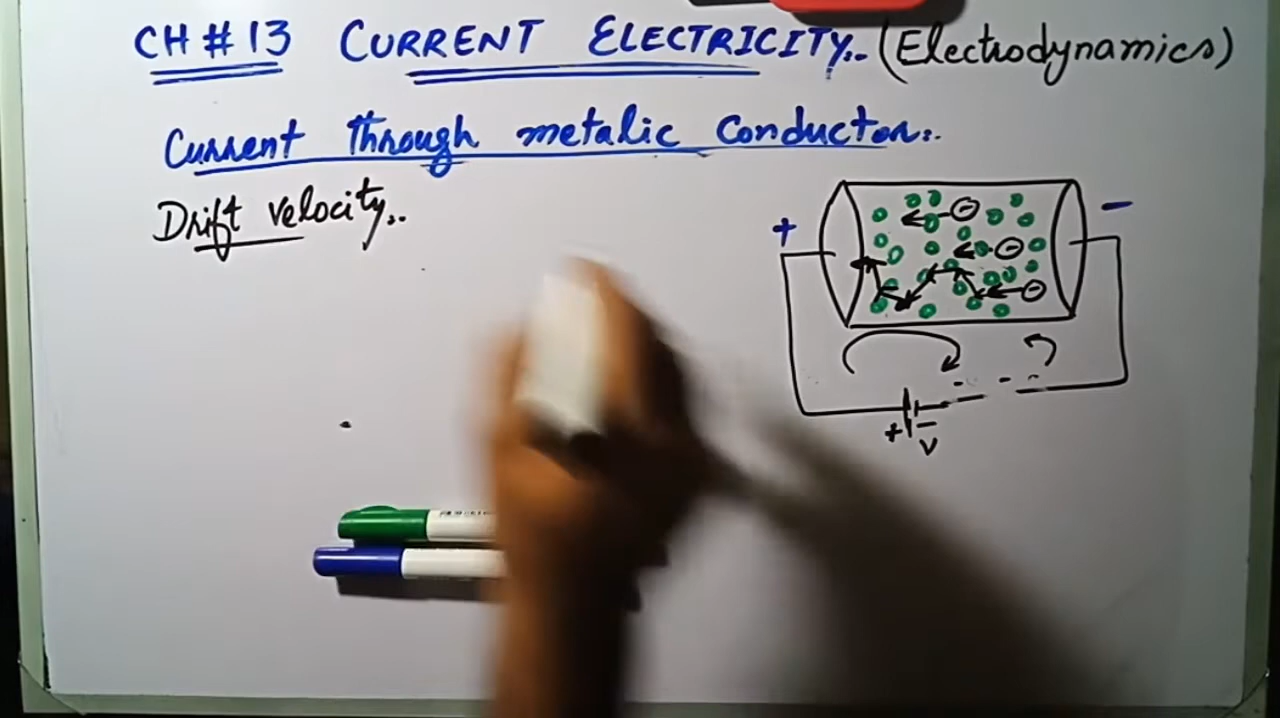 CH # 13 CURRENT ELECTRICITY.. (Electrodynamics)
Current through metalic conductor:.
Drift velocity..
+ −
− − −
+ −
V